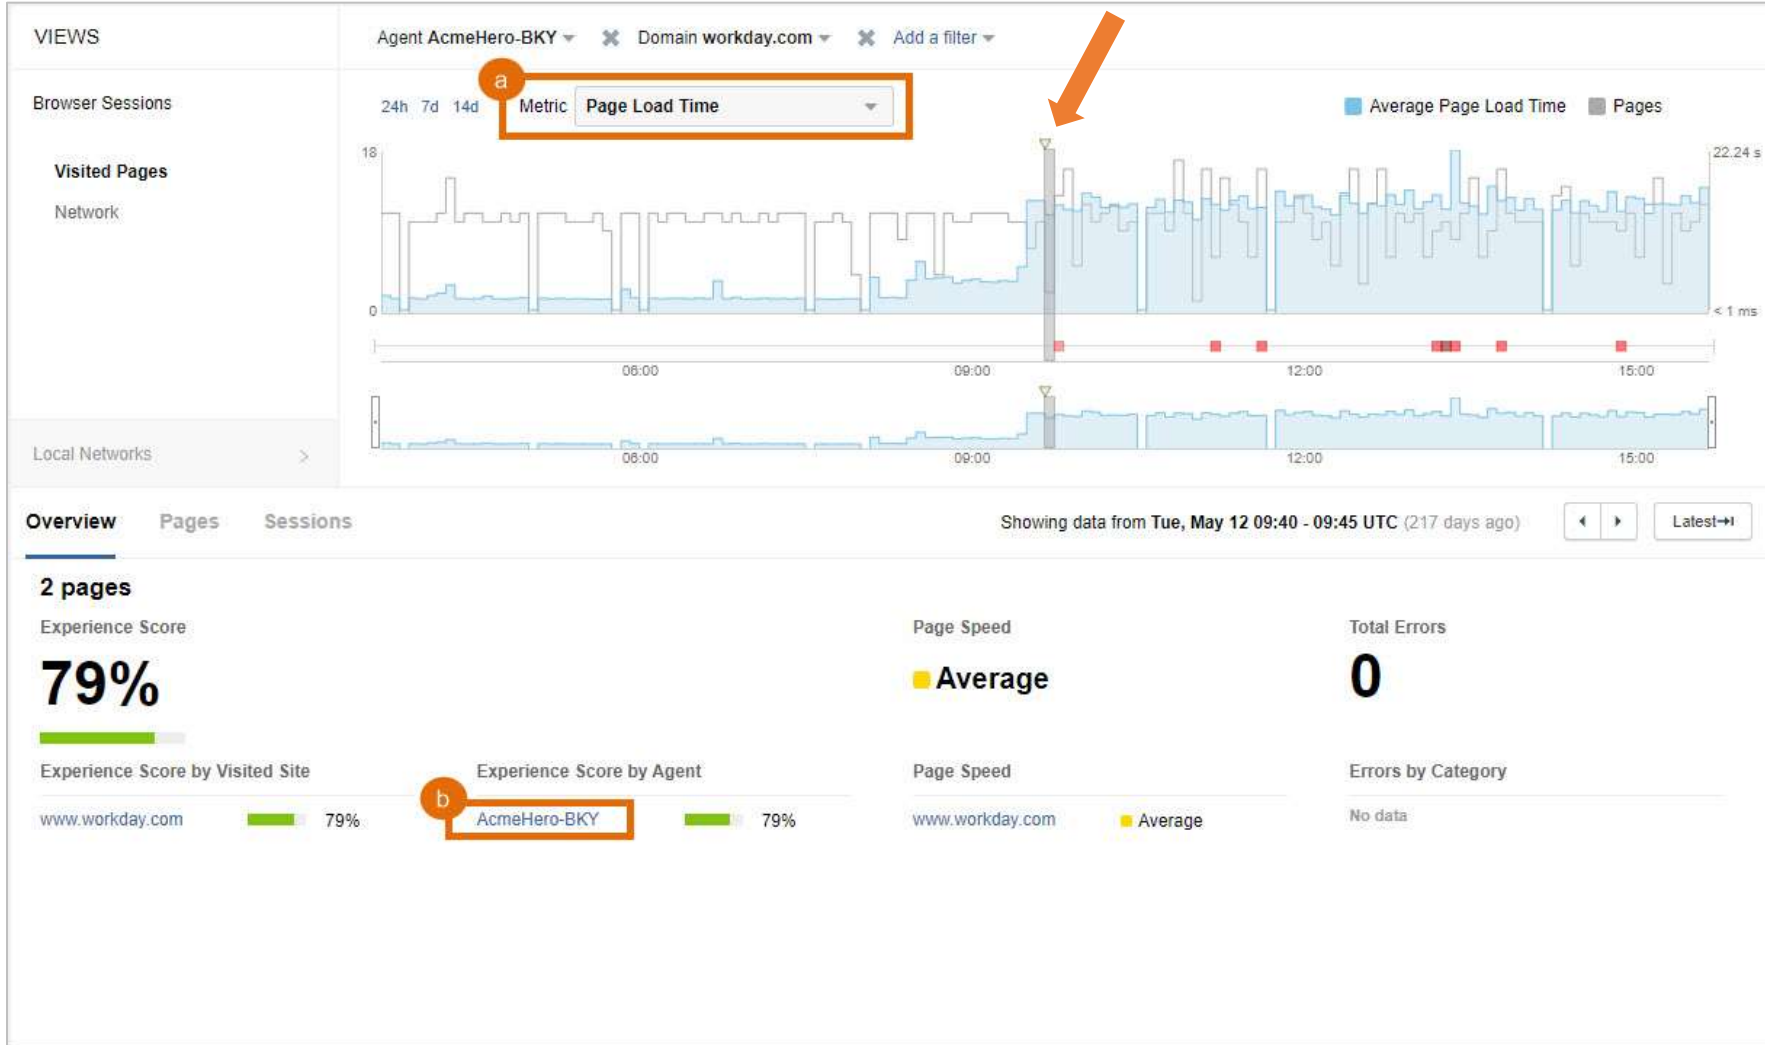 VIEWS
Agent AcmeHero-BKY Domain workday.com Add a filter
a
Browser Sessions
24h 7d 14d Metric Page Load Time
Average Page Load Time Pages
18
22.24 s
Visited Pages
Network
0
< 1 ms
06:00 09:00 12:00 15:00
Local Networks
06:00 09:00 12:00 15:00
Overview Pages Sessions
Showing data from Tue, May 12 09:40 - 09:45 UTC (217 days ago)
Latest
2 pages
Experience Score Page Speed Total Errors
79% Average 0
Experience Score by Visited Site Experience Score by Agent Page Speed Errors by Category
b
www.workday.com 79% AcmeHero-BKY 79% www.workday.com Average No data